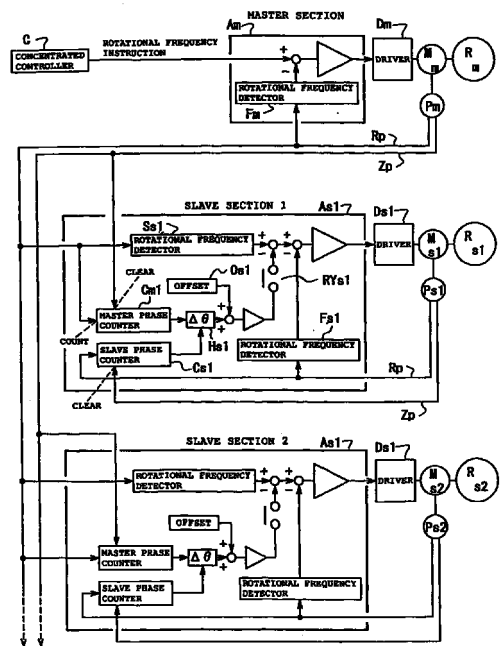 MASTER SECTION
C
Am
Dm
CONCENTRATED
CONTROLLER
ROTATIONAL FREQUENCY
INSTRUCTION
+
−
ROTATIONAL FREQUENCY
DETECTOR
Fm
DRIVER
M m
R m
Pm
Rp
Zp
SLAVE SECTION 1
As1
Ds1
Ss1
ROTATIONAL FREQUENCY
DETECTOR
+
−
+
−
DRIVER
M s1
R s1
OFFSET
Os1
RYs1
Ps1
CLEAR
Cm1
COUNT
MASTER PHASE
COUNTER
Δθ
+
+
Hs1
Fs1
ROTATIONAL FREQUENCY
DETECTOR
SLAVE PHASE
COUNTER
Cs1
CLEAR
Rp
Zp
SLAVE SECTION 2
As1
Ds1
ROTATIONAL FREQUENCY
DETECTOR
+
−
+
−
DRIVER
M s2
R s2
OFFSET
Ps2
MASTER PHASE
COUNTER
Δθ
+
+
SLAVE PHASE
COUNTER
ROTATIONAL FREQUENCY
DETECTOR